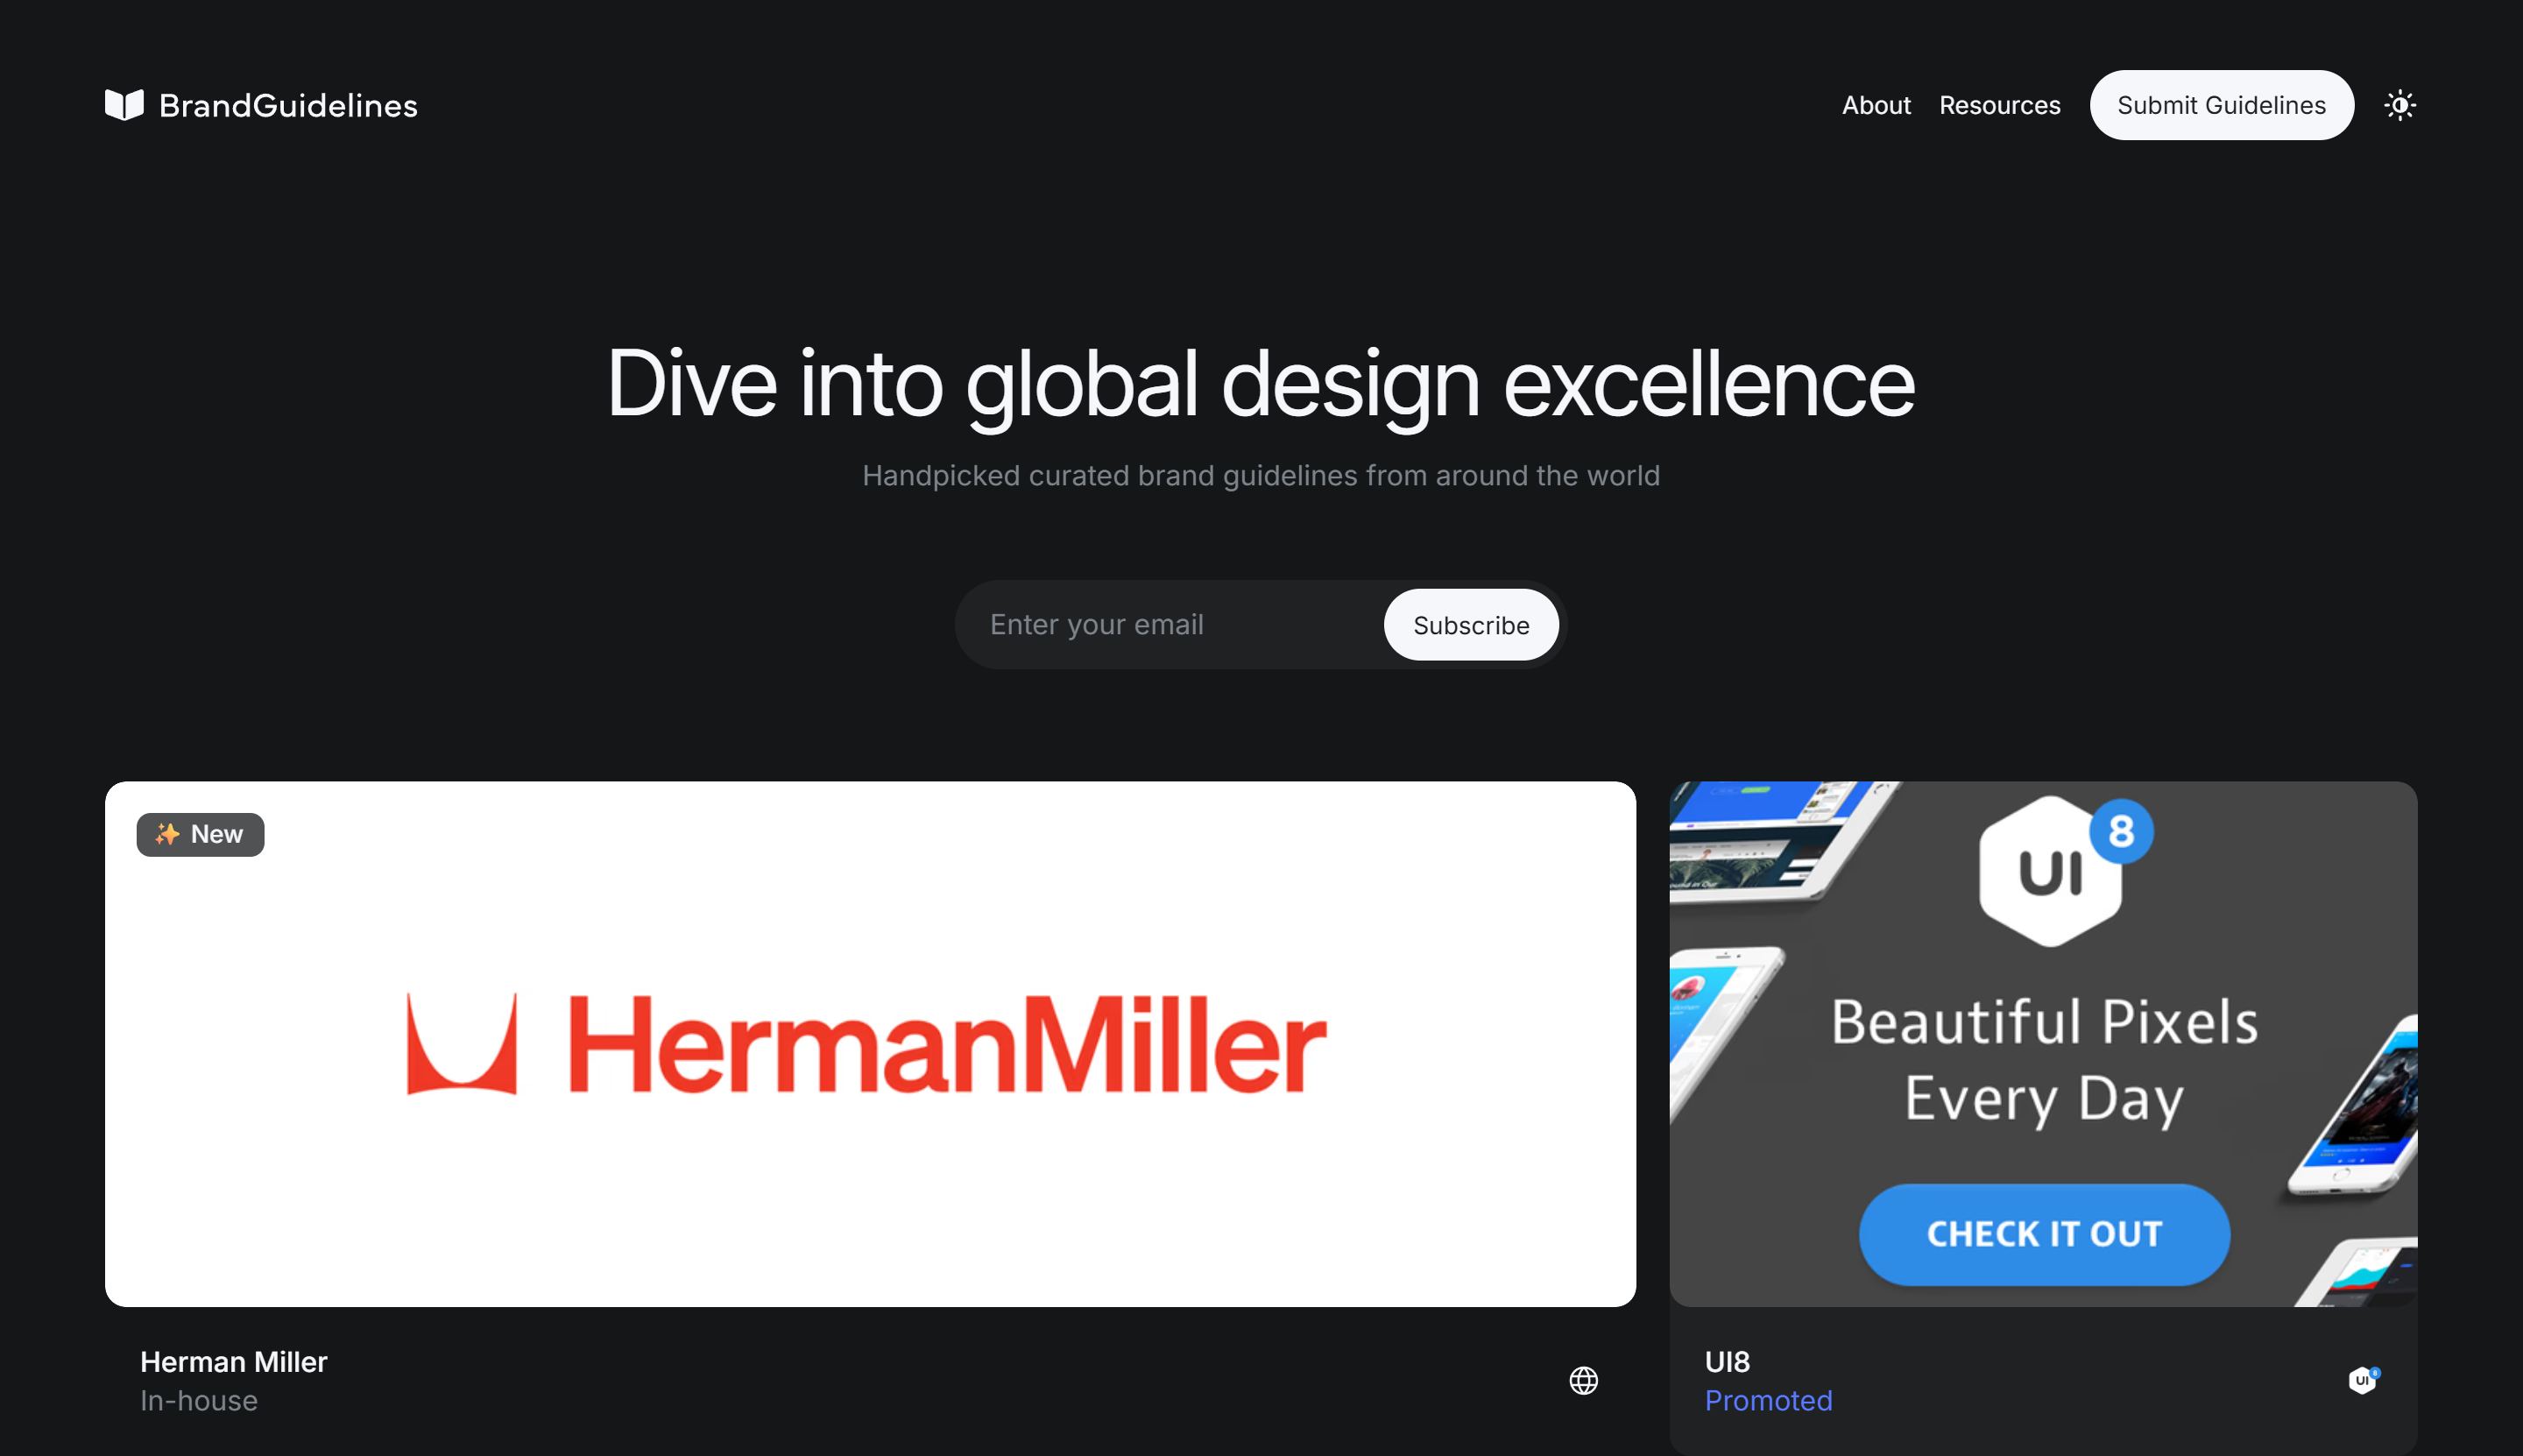 BrandGuidelines
About Resources Submit Guidelines
Dive into global design excellence
Handpicked curated brand guidelines from around the world
Enter your email Subscribe
✨ New
HermanMiller
Herman Miller
In-house
UI 8
Beautiful Pixels
Every Day
CHECK IT OUT
UI8
Promoted
UI 8